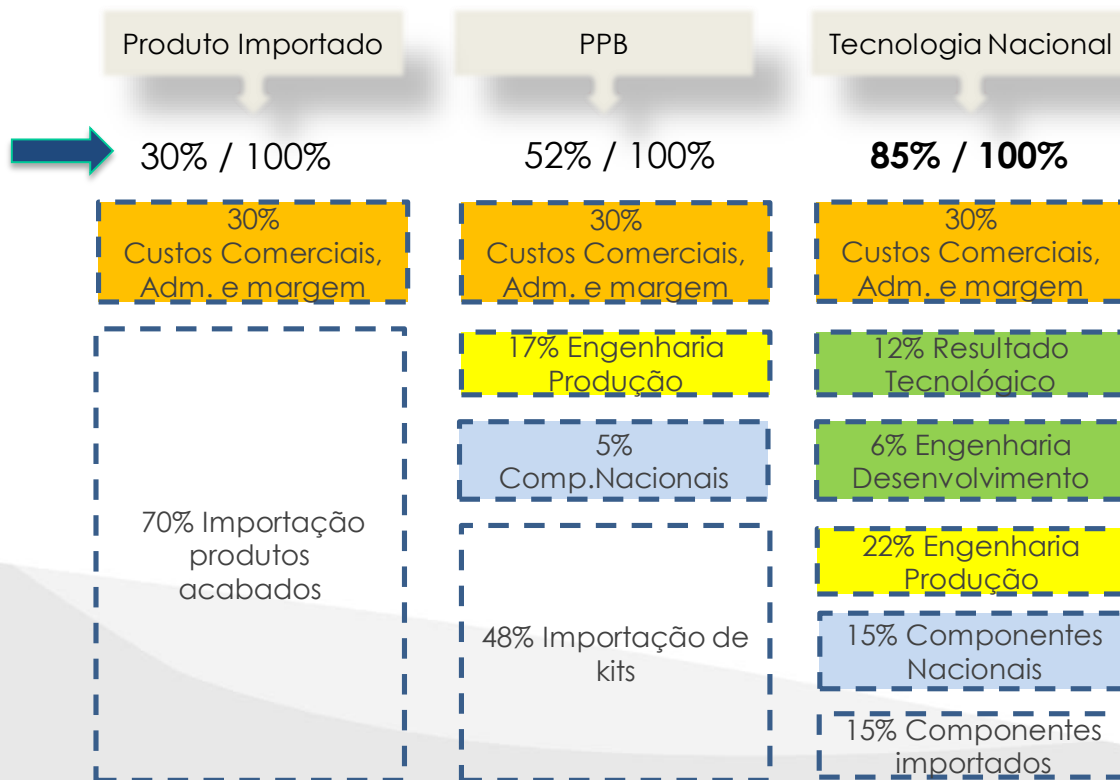 Produto Importado
PPB
Tecnologia Nacional
30% / 100%
52% / 100%
85% / 100%
30%
Custos Comerciais,
Adm. e margem
70% Importação
produtos
acabados
30%
Custos Comerciais,
Adm. e margem
17% Engenharia
Produção
5%
Comp.Nacionais
48% Importação de
kits
30%
Custos Comerciais,
Adm. e margem
12% Resultado
Tecnológico
6% Engenharia
Desenvolvimento
22% Engenharia
Produção
15% Componentes
Nacionais
15% Componentes
importados